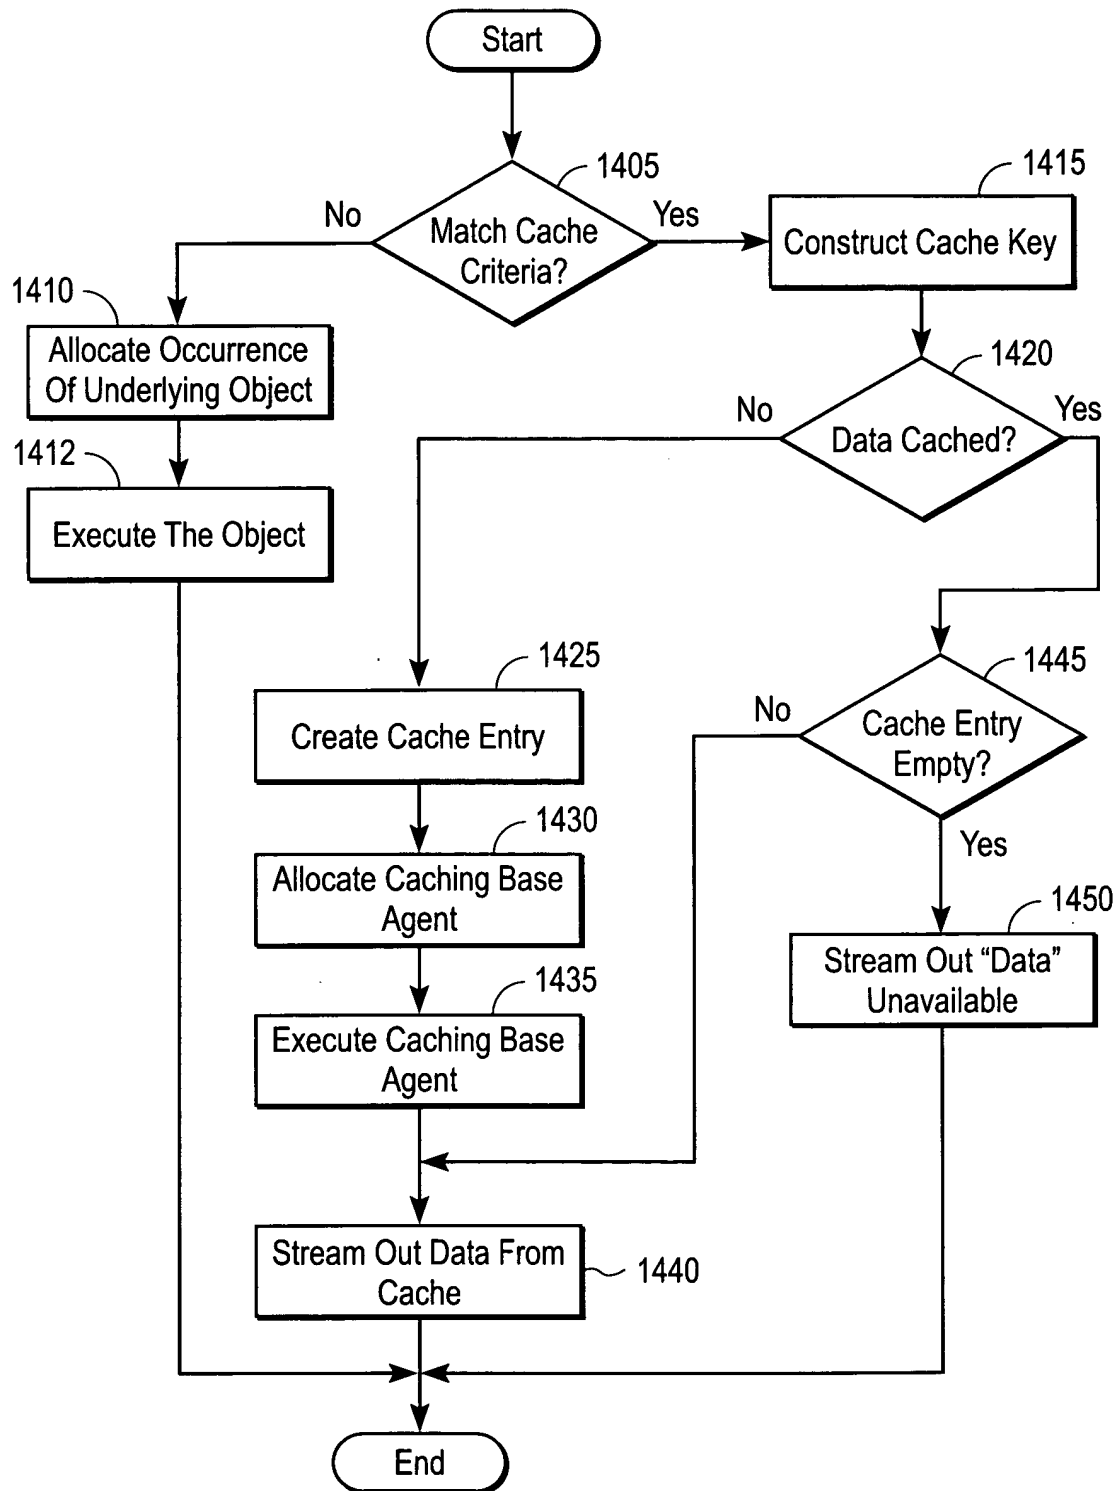 Start
1405
1415
No
Yes
Match Cache
Criteria?
Construct Cache Key
1410
Allocate Occurrence
Of Underlying Object
1420
No
Yes
Data Cached?
1412
Execute The Object
1425
1445
Create Cache Entry
No
Cache Entry
Empty?
1430
Yes
Allocate Caching Base
Agent
1450
Stream Out “Data”
Unavailable
1435
Execute Caching Base
Agent
Stream Out Data From
Cache
1440
End